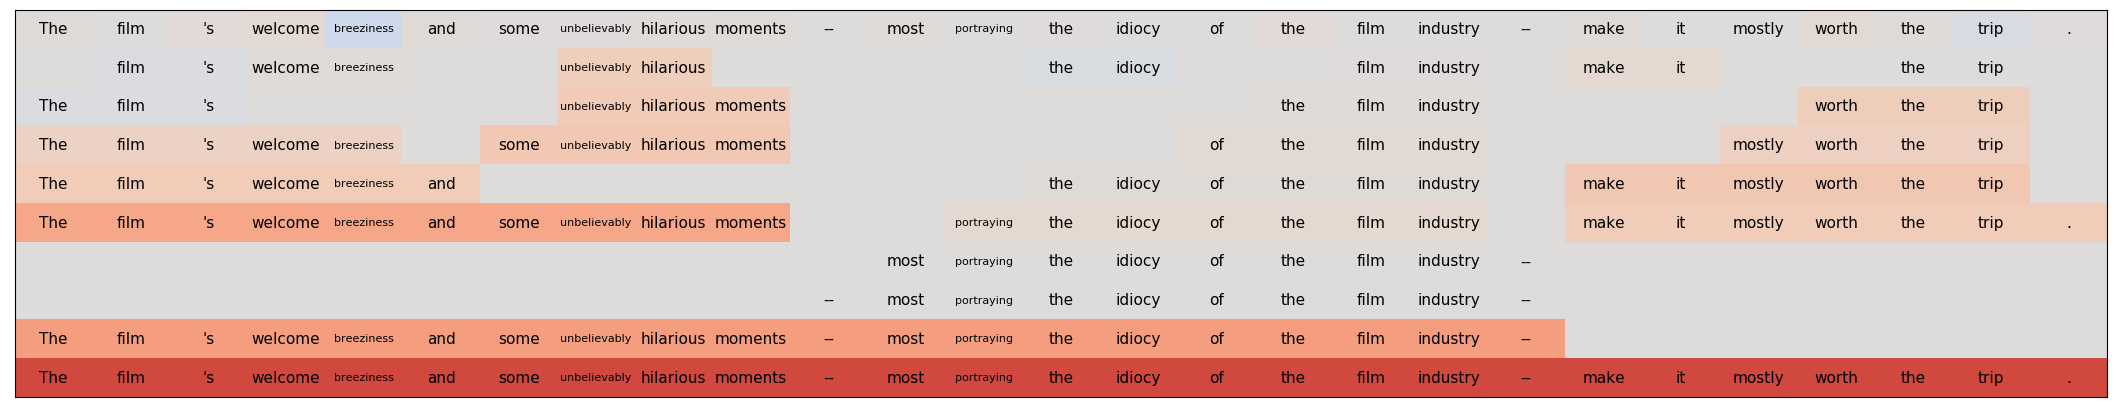 The film 's welcome breeziness and some unbelievably hilarious moments -- most portraying the idiocy of the film industry -- make it mostly worth the trip .
film 's welcome breeziness unbelievably hilarious the idiocy film industry make it the trip
The film 's unbelievably hilarious moments the film industry worth the trip
The film 's welcome breeziness some unbelievably hilarious moments of the film industry mostly worth the trip
The film 's welcome breeziness and the idiocy of the film industry make it mostly worth the trip
The film 's welcome breeziness and some unbelievably hilarious moments portraying the idiocy of the film industry make it mostly worth the trip .
most portraying the idiocy of the film industry --
-- most portraying the idiocy of the film industry --
The film 's welcome breeziness and some unbelievably hilarious moments -- most portraying the idiocy of the film industry --
The film 's welcome breeziness and some unbelievably hilarious moments -- most portraying the idiocy of the film industry -- make it mostly worth the trip .